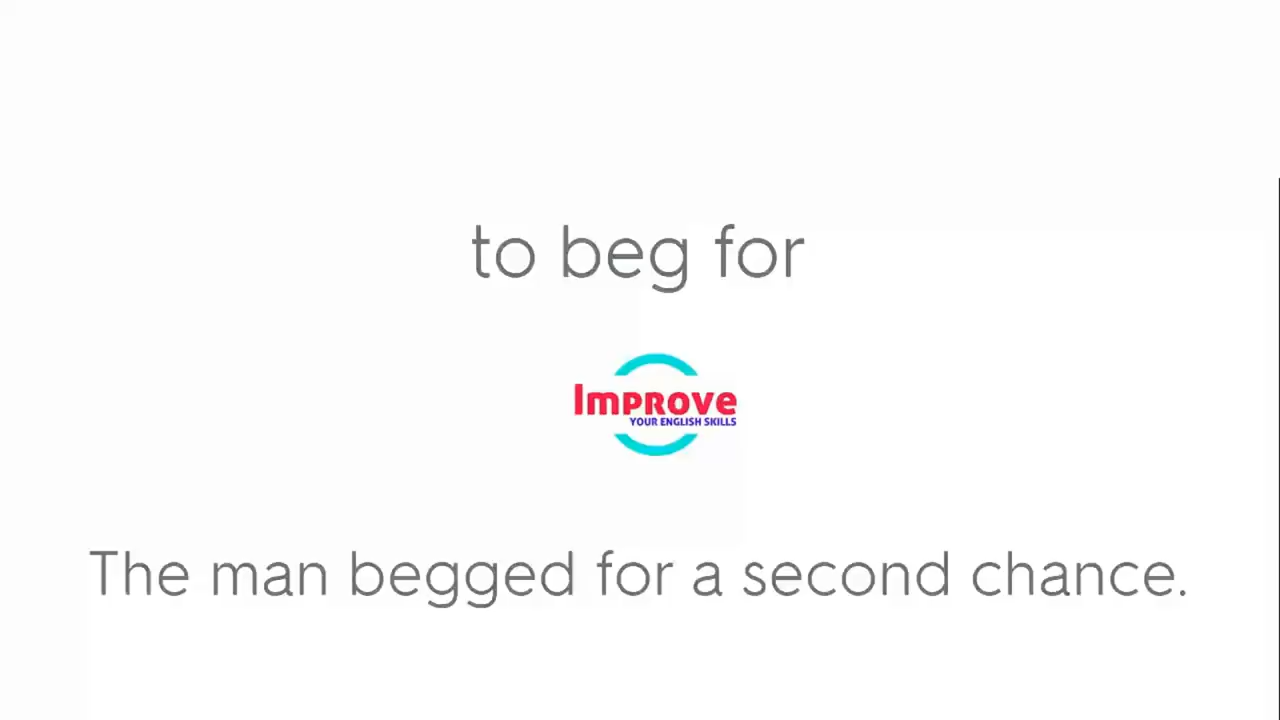 to beg for
Improve
YOUR ENGLISH SKILLS
The man begged for a second chance.